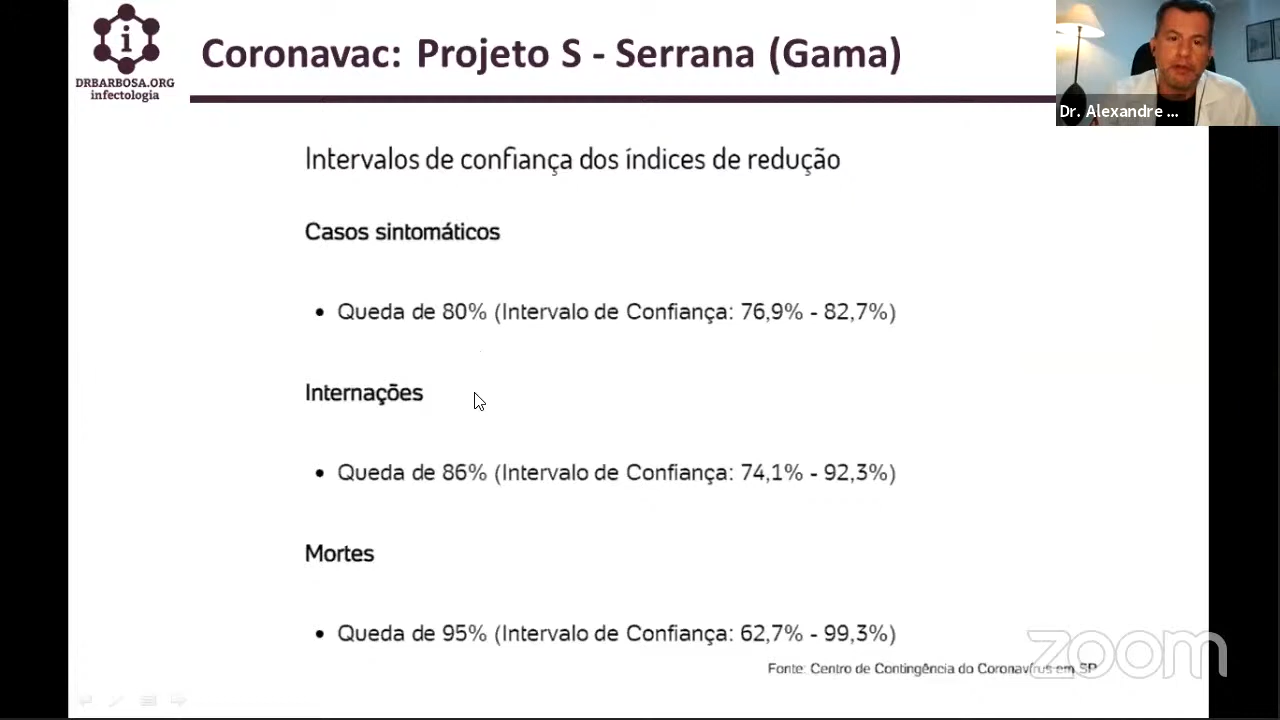 DRBARBOSA.ORG
infectologia
Coronavac: Projeto S - Serrana (Gama)
Dr. Alexandre ...
Intervalos de confiança dos índices de redução
Casos sintomáticos
• Queda de 80% (Intervalo de Confiança: 76,9% - 82,7%)
Internações
• Queda de 86% (Intervalo de Confiança: 74,1% - 92,3%)
Mortes
• Queda de 95% (Intervalo de Confiança: 62,7% - 99,3%)
Fonte: Centro de Contingência do Coronavírus em SP
zoom